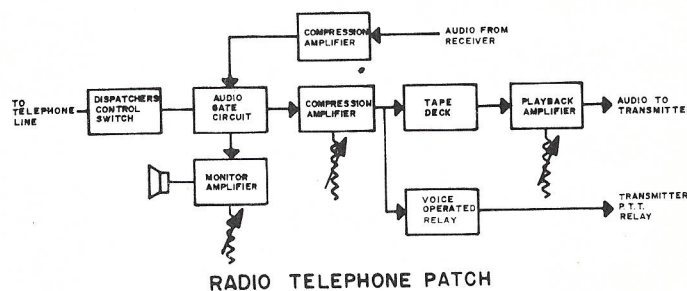 COMPRESSION
AMPLIFIER
AUDIO FROM
RECEIVER
TO
TELEPHONE
LINE
DISPATCHERS
CONTROL
SWITCH
AUDIO
GATE
CIRCUIT
COMPRESSION
AMPLIFIER
TAPE
DECK
PLAYBACK
AMPLIFIER
AUDIO TO
TRANSMITTE
MONITOR
AMPLIFIER
VOICE
OPERATED
RELAY
TRANSMITTER
P.T.T.
RELAY
RADIO TELEPHONE PATCH